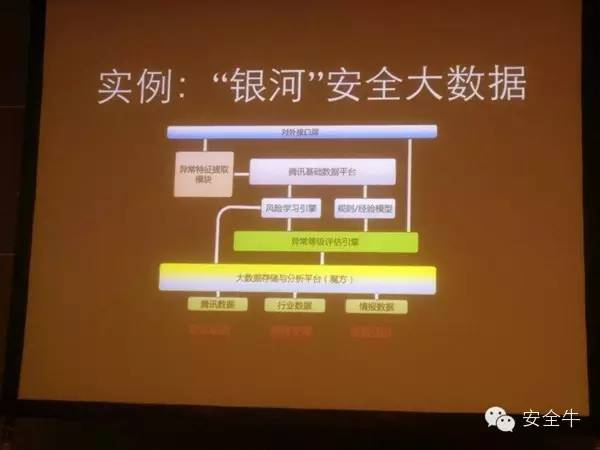 实例：“银河”安全大数据
对外接口层
异常特征提取
模块
腾讯基础数据平台
风险学习引擎
规则/经验模型
异常等级评估引擎
大数据存储与分析平台（魔方）
腾讯数据
行业数据
情报数据
安全牛